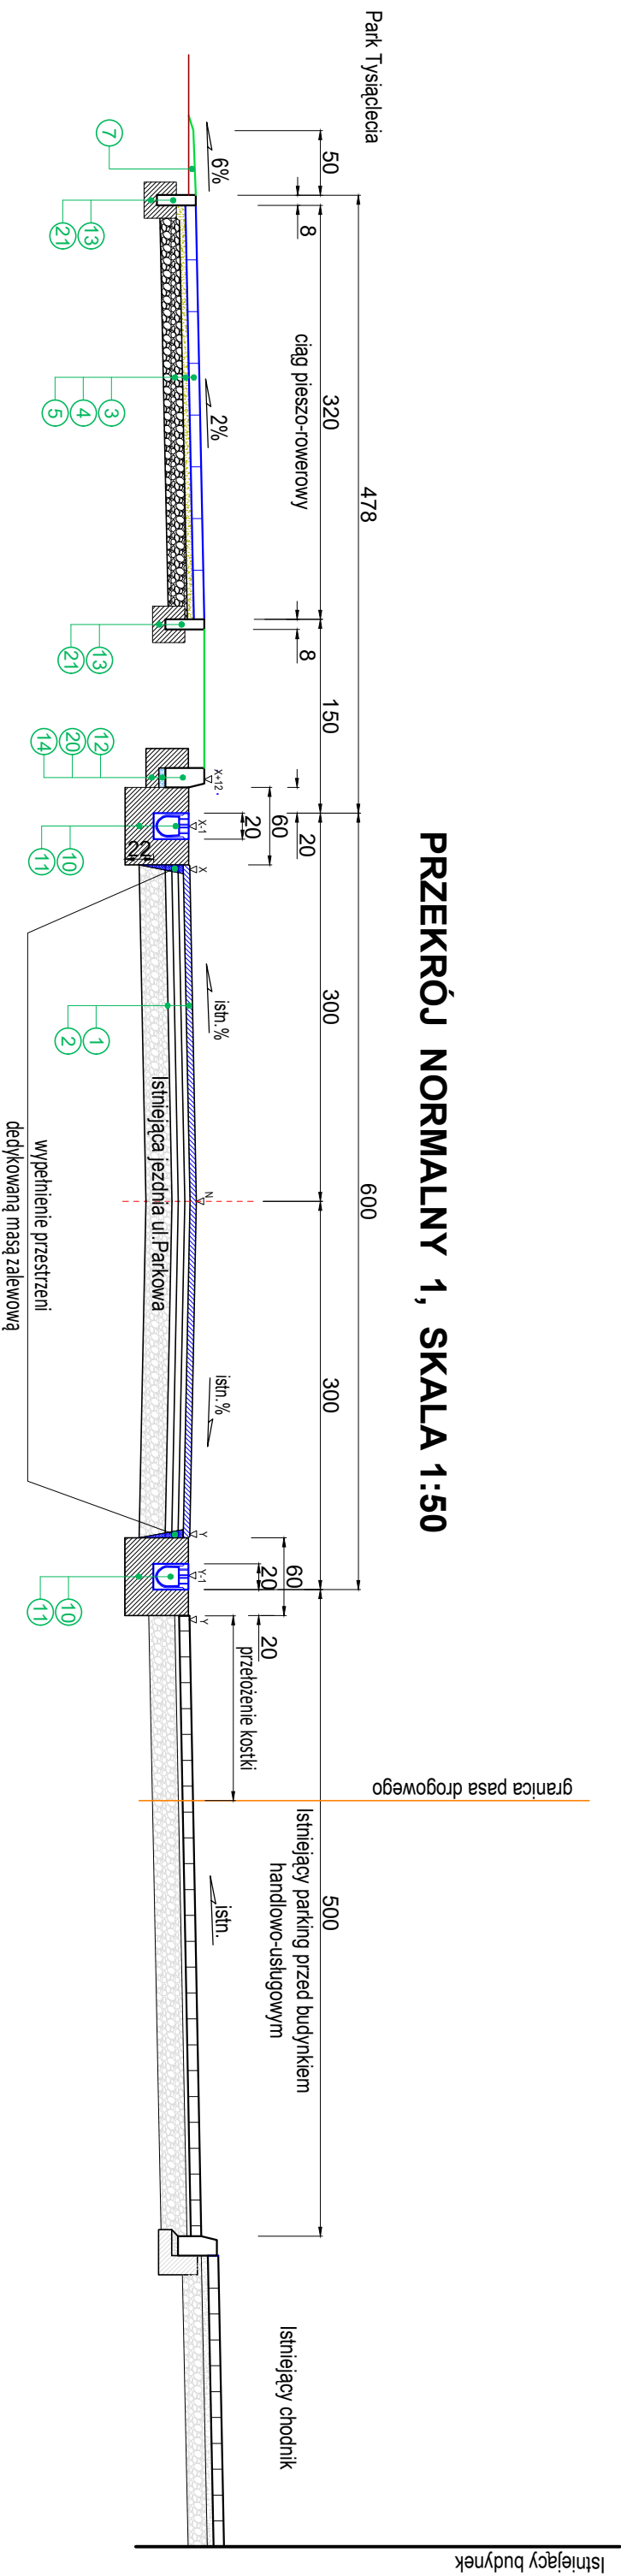 PRZEKRÓJ NORMALNY 1, SKALA 1:50
Park Tysiąclecia
478
600
50
8
320
8
150
20
300
300
500
20
60
20
60
20
22
ciąg pieszo-rowerowy
6%
2%
istn.%
istn.%
istn.
X+12
X-1
X
N
Y
Y-1
Y
przełożenie kostki
granica pasa drogowego
Istniejący parking przed budynkiem
handlowo-usługowym
Istniejący chodnik
Istniejący budynek
Istniejąca jezdnia ul.Parkowa
7
13
21
3
4
5
13
21
12
20
14
10
11
1
2
10
11
wypełnienie przestrzeni
dedykowaną masą zalewową